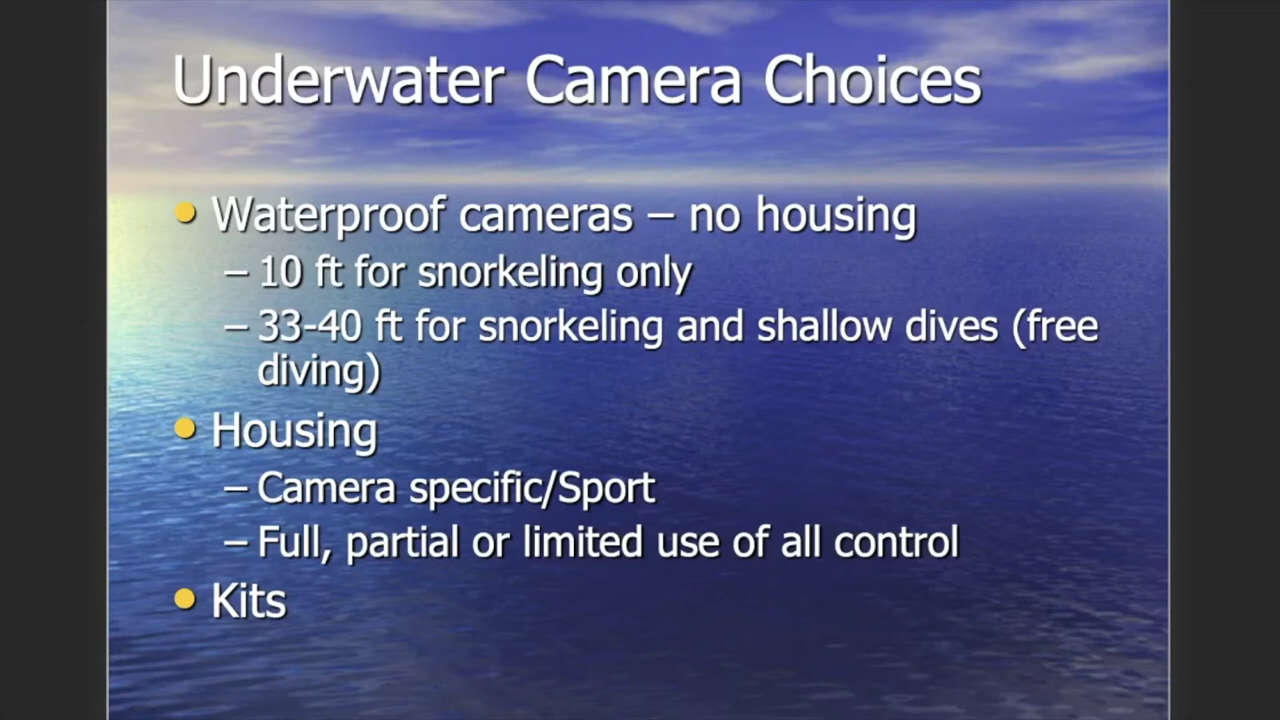 Underwater Camera Choices
Waterproof cameras – no housing
– 10 ft for snorkeling only
– 33-40 ft for snorkeling and shallow dives (free
diving)
Housing
– Camera specific/Sport
– Full, partial or limited use of all control
Kits